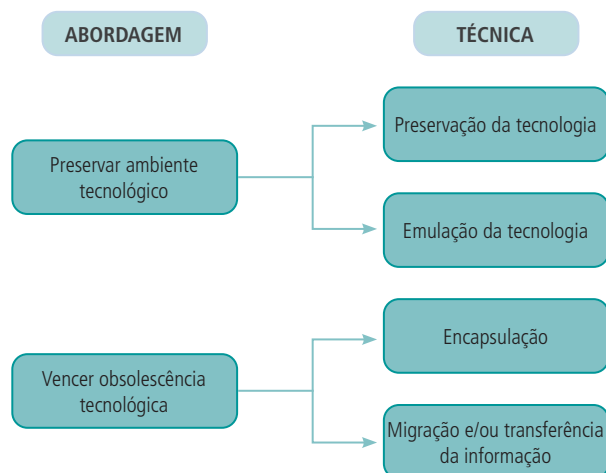 ABORDAGEM
TÉCNICA
Preservar ambiente
tecnológico
Preservação da tecnologia
Emulação da tecnologia
Vencer obsolescência
tecnológica
Encapsulação
Migração e/ou transferência
da informação